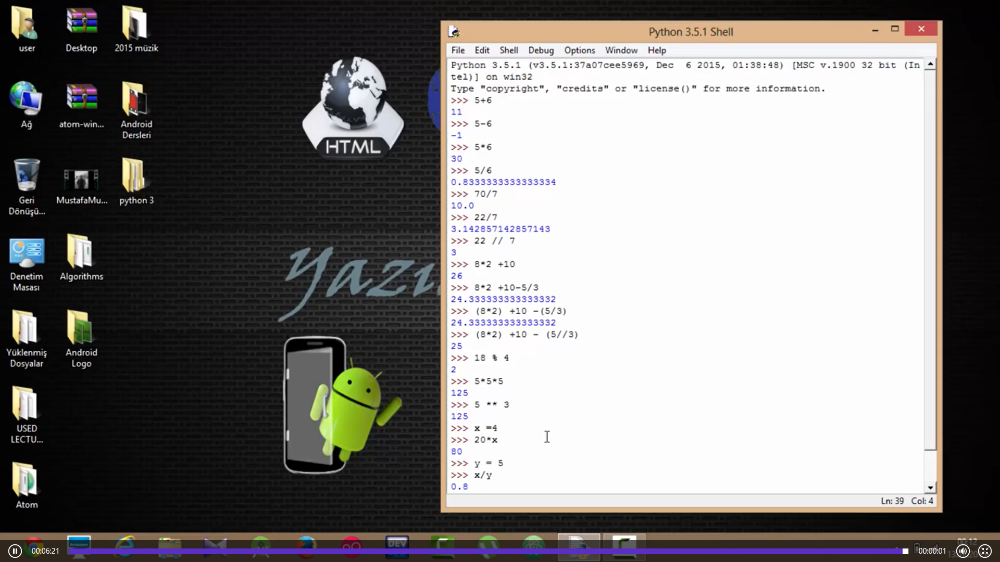 user
Desktop
2015 müzik
Ağ
atom-win...
Android
Dersleri
Geri
Dönüşü...
MustafaMu...
python 3
Denetim
Masası
Algorithms
Yüklenmiş
Dosyalar
Android
Logo
USED
LECTU...
Atom
HTML
Python 3.5.1 Shell
File Edit Shell Debug Options Window Help
Python 3.5.1 (v3.5.1:37a07cee5969, Dec  6 2015, 01:38:48) [MSC v.1900 32 bit (In
tel)] on win32
Type "copyright", "credits" or "license()" for more information.
>>> 5+6
11
>>> 5-6
-1
>>> 5*6
30
>>> 5/6
0.8333333333333334
>>> 70/7
10.0
>>> 22/7
3.142857142857143
>>> 22 // 7
3
>>> 8*2 +10
26
>>> 8*2 +10-5/3
24.333333333333332
>>> (8*2) +10 -(5/3)
24.333333333333332
>>> (8*2) +10 - (5//3)
25
>>> 18 % 4
2
>>> 5*5*5
125
>>> 5 ** 3
125
>>> x =4
>>> 20*x
80
>>> y = 5
>>> x/y
0.8
Ln: 39 Col: 4
DEV
00:12
00:06:21
00:00:01